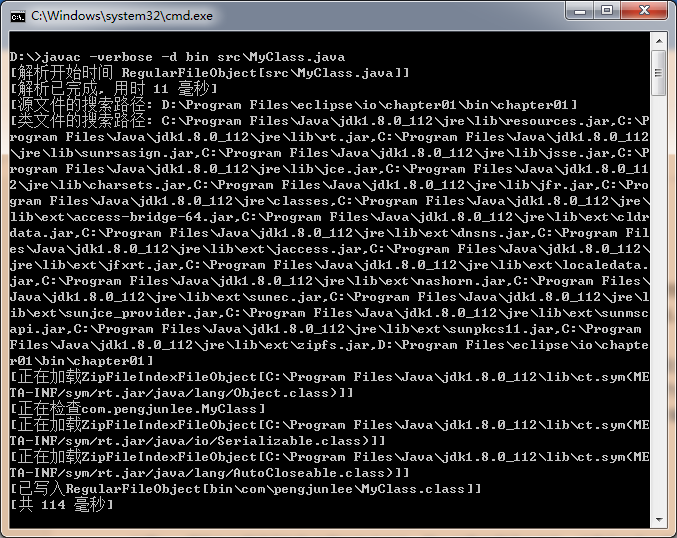 C:\Windows\system32\cmd.exe
D:\>javac -verbose -d bin src\MyClass.java
[解析开始时间 RegularFileObject[src\MyClass.java]]
[解析已完成, 用时 11 毫秒]
[源文件的搜索路径: D:\Program Files\eclipse\io\chapter01\bin\chapter01]
[类文件的搜索路径: C:\Program Files\Java\jdk1.8.0_112\jre\lib\resources.jar,C:\P
rogram Files\Java\jdk1.8.0_112\jre\lib\rt.jar,C:\Program Files\Java\jdk1.8.0_112
\jre\lib\sunrsasign.jar,C:\Program Files\Java\jdk1.8.0_112\jre\lib\jsse.jar,C:\P
rogram Files\Java\jdk1.8.0_112\jre\lib\jce.jar,C:\Program Files\Java\jdk1.8.0_11
2\jre\lib\charsets.jar,C:\Program Files\Java\jdk1.8.0_112\jre\lib\jfr.jar,C:\Pro
gram Files\Java\jdk1.8.0_112\jre\classes,C:\Program Files\Java\jdk1.8.0_112\jre\
lib\ext\access-bridge-64.jar,C:\Program Files\Java\jdk1.8.0_112\jre\lib\ext\cldr
data.jar,C:\Program Files\Java\jdk1.8.0_112\jre\lib\ext\dnsns.jar,C:\Program Fil
es\Java\jdk1.8.0_112\jre\lib\ext\jaccess.jar,C:\Program Files\Java\jdk1.8.0_112\
jre\lib\ext\jfxrt.jar,C:\Program Files\Java\jdk1.8.0_112\jre\lib\ext\localedata.
jar,C:\Program Files\Java\jdk1.8.0_112\jre\lib\ext\nashorn.jar,C:\Program Files\
Java\jdk1.8.0_112\jre\lib\ext\sunec.jar,C:\Program Files\Java\jdk1.8.0_112\jre\l
ib\ext\sunjce_provider.jar,C:\Program Files\Java\jdk1.8.0_112\jre\lib\ext\sunmsc
api.jar,C:\Program Files\Java\jdk1.8.0_112\jre\lib\ext\sunpkcs11.jar,C:\Program 
Files\Java\jdk1.8.0_112\jre\lib\ext\zipfs.jar,D:\Program Files\eclipse\io\chapte
r01\bin\chapter01]
[正在加载ZipFileIndexFileObject[C:\Program Files\Java\jdk1.8.0_112\lib\ct.sym(ME
TA-INF/sym/rt.jar/java/lang/Object.class)]]
[正在检查com.pengjunlee.MyClass]
[正在加载ZipFileIndexFileObject[C:\Program Files\Java\jdk1.8.0_112\lib\ct.sym(ME
TA-INF/sym/rt.jar/java/io/Serializable.class)]]
[正在加载ZipFileIndexFileObject[C:\Program Files\Java\jdk1.8.0_112\lib\ct.sym(ME
TA-INF/sym/rt.jar/java/lang/AutoCloseable.class)]]
[已写入RegularFileObject[bin\com\pengjunlee\MyClass.class]]
[共 114 毫秒]